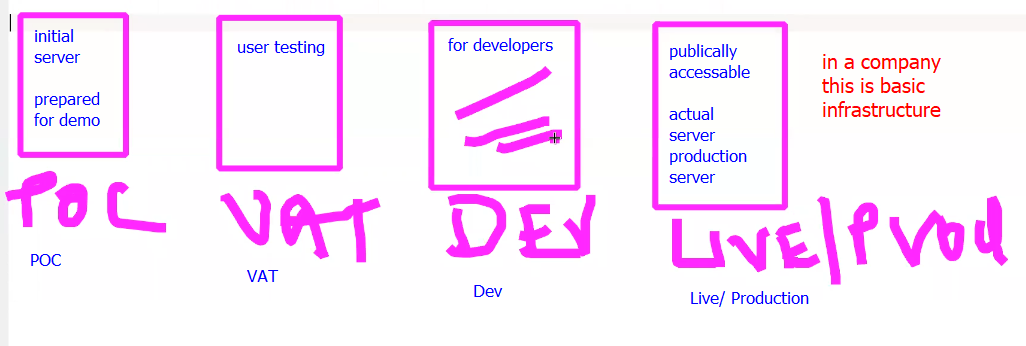 initial
server
prepared
for demo
user testing
for developers
publically
accessable
actual
server
production
server
in a company
this is basic
infrastructure
POC
VAT
DEV
LIVE/PROD
POC
VAT
Dev
Live/ Production